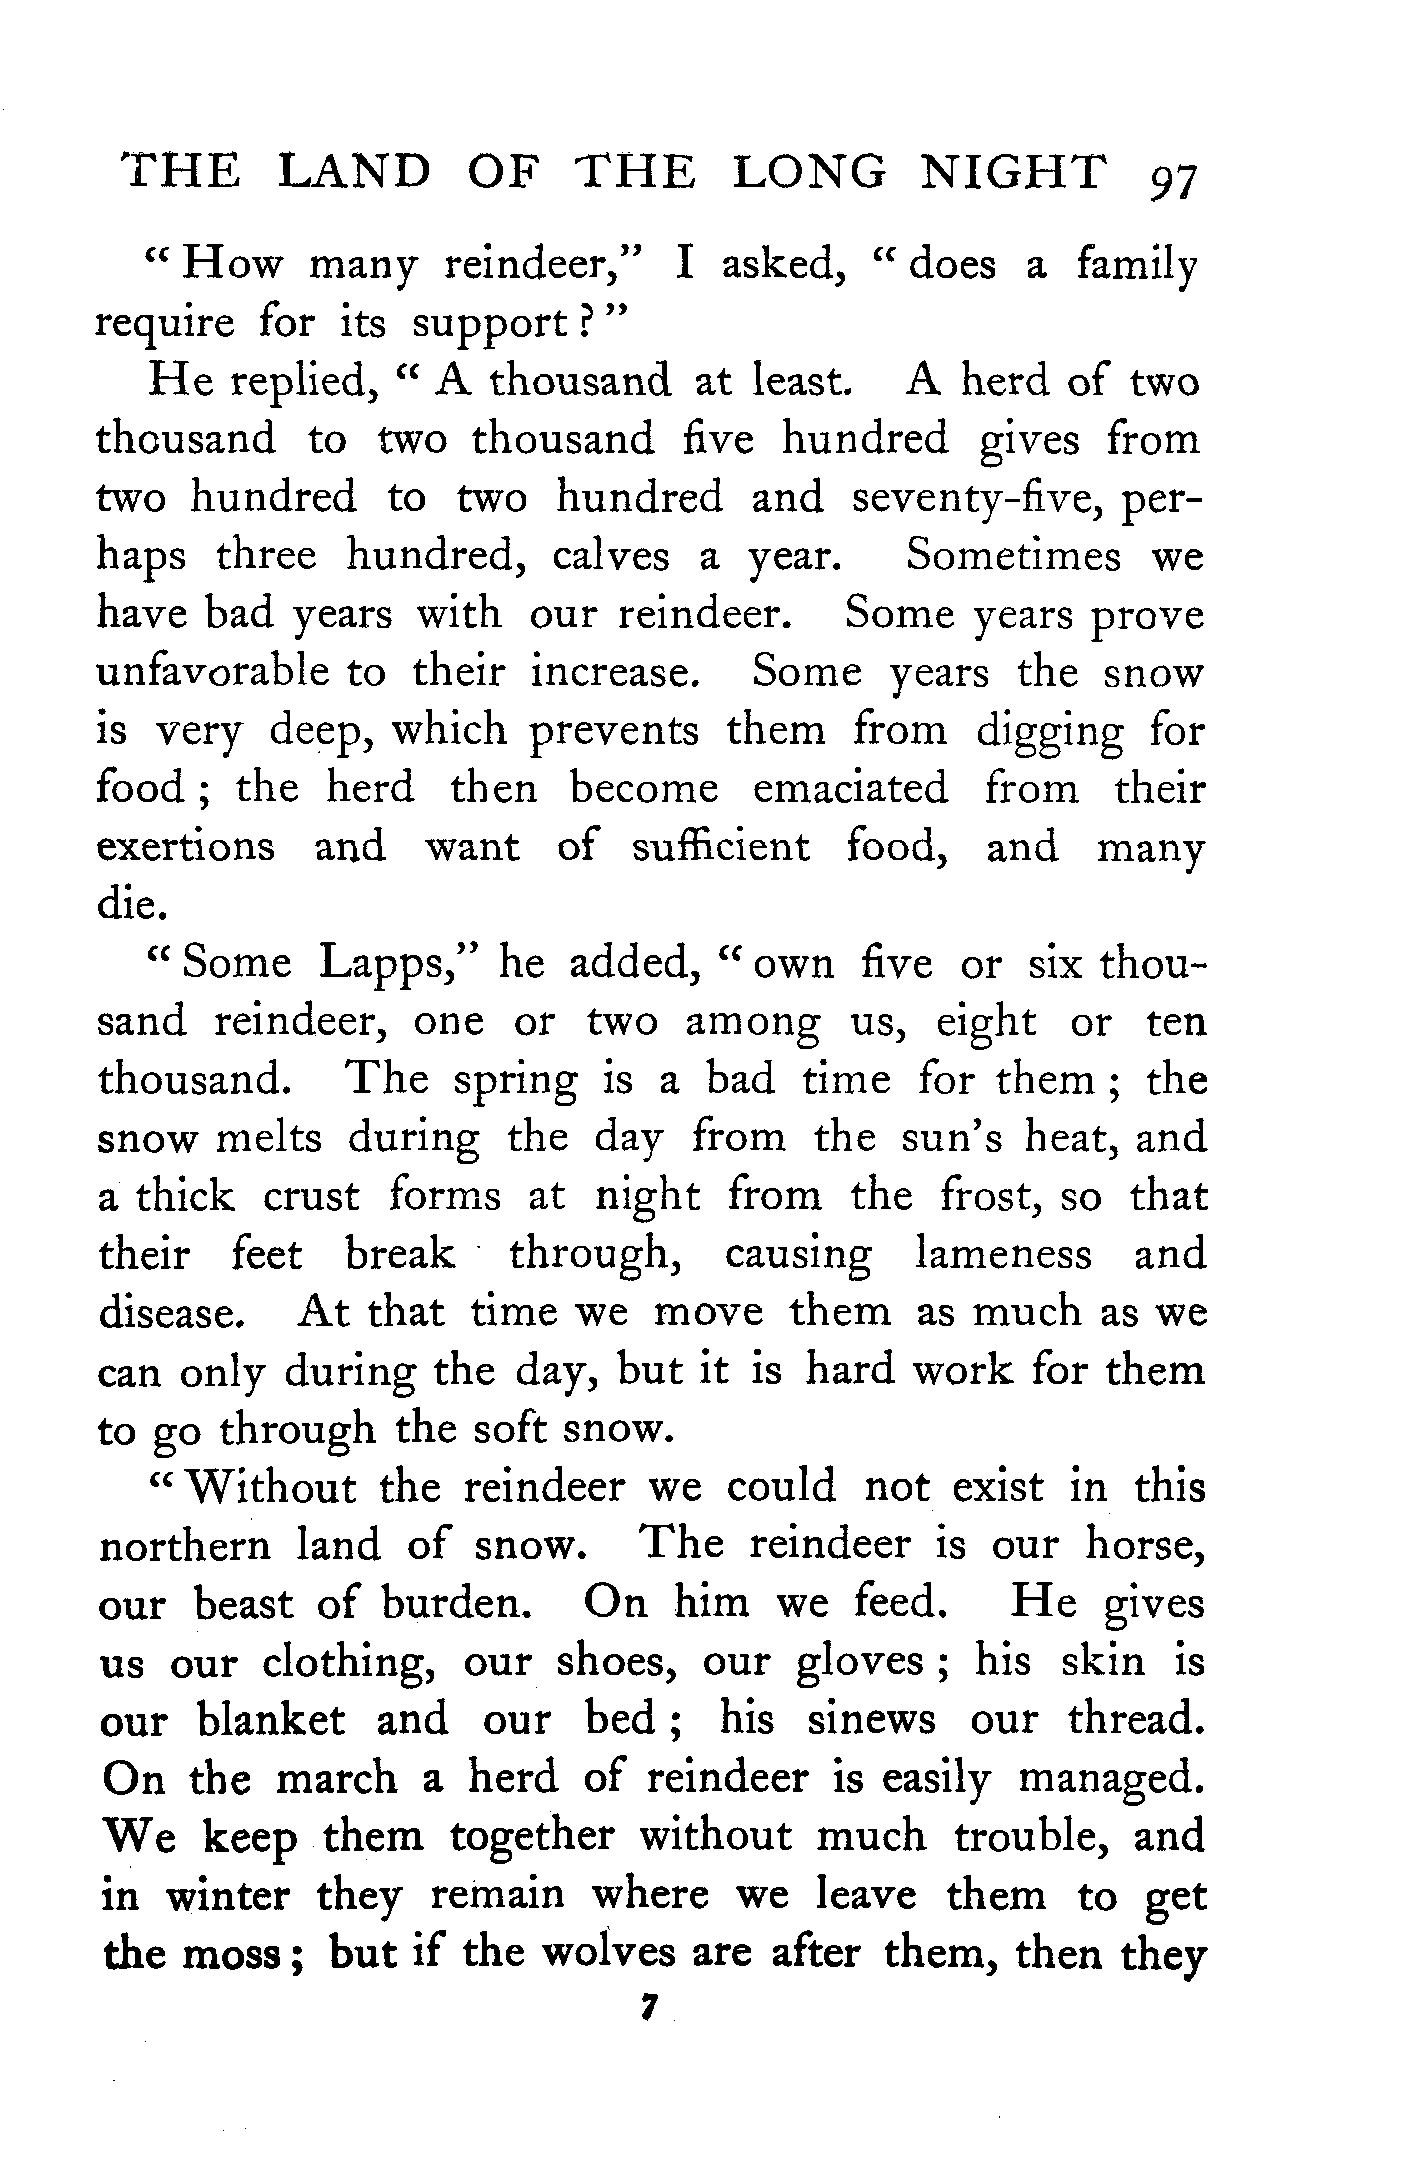 THE LAND OF THE LONG NIGHT 97
“ How many reindeer,” I asked, “ does a family
require for its support ? ”
He replied, “ A thousand at least. A herd of two
thousand to two thousand five hundred gives from
two hundred to two hundred and seventy-five, per-
haps three hundred, calves a year. Sometimes we
have bad years with our reindeer. Some years prove
unfavorable to their increase. Some years the snow
is very deep, which prevents them from digging for
food ; the herd then become emaciated from their
exertions and want of sufficient food, and many
die.
“ Some Lapps,” he added, “ own five or six thou-
sand reindeer, one or two among us, eight or ten
thousand. The spring is a bad time for them ; the
snow melts during the day from the sun’s heat, and
a thick crust forms at night from the frost, so that
their feet break through, causing lameness and
disease. At that time we move them as much as we
can only during the day, but it is hard work for them
to go through the soft snow.
“ Without the reindeer we could not exist in this
northern land of snow. The reindeer is our horse,
our beast of burden. On him we feed. He gives
us our clothing, our shoes, our gloves ; his skin is
our blanket and our bed ; his sinews our thread.
On the march a herd of reindeer is easily managed.
We keep them together without much trouble, and
in winter they remain where we leave them to get
the moss ; but if the wolves are after them, then they
7